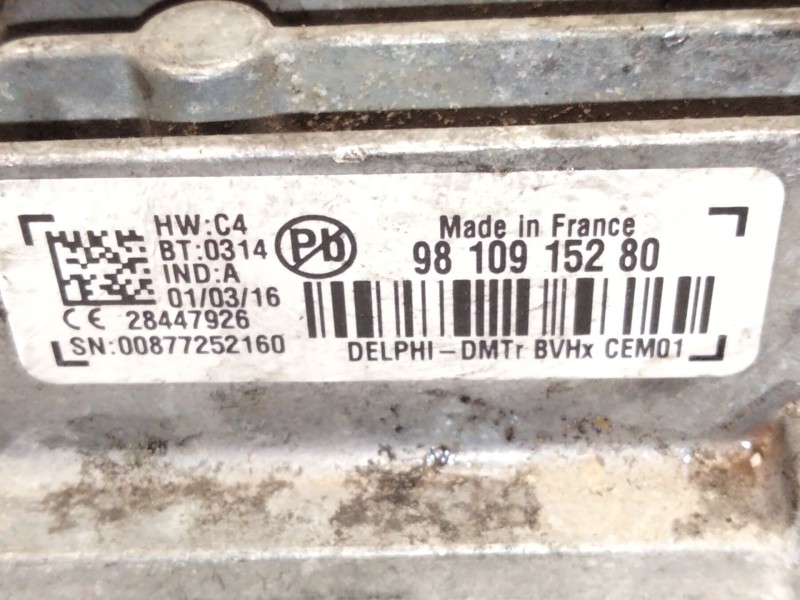 HW:C4
BT:0314
IND:A
01/03/16
CE 28447926
SN:00877252160
Pb
Made in France
98 109 152 80
DELPHI-DMTr BVHx CEM01